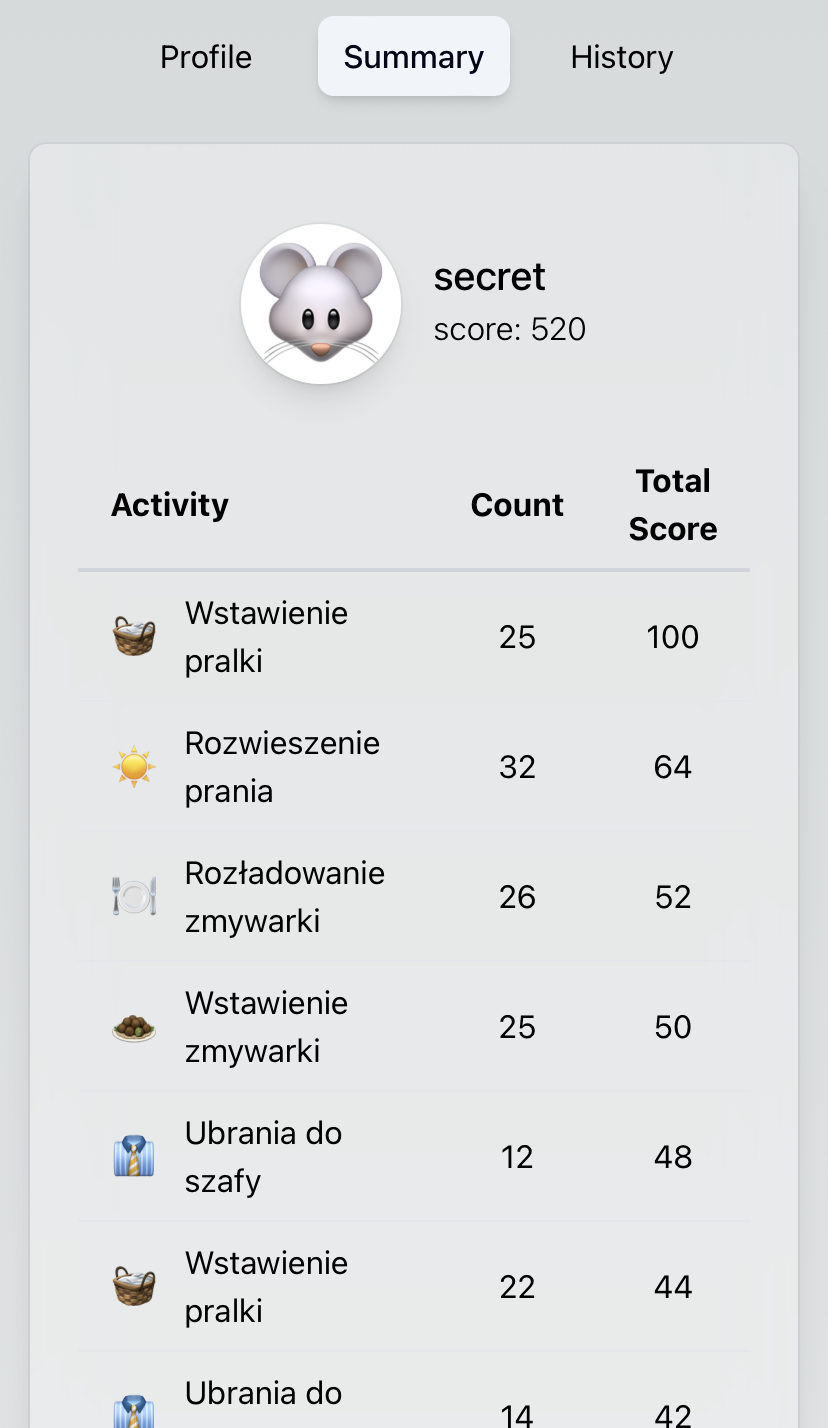 Profile Summary History
secret
score: 520
Activity Count Total Score
Wstawienie pralki 25 100
Rozwieszenie prania 32 64
Rozładowanie zmywarki 26 52
Wstawienie zmywarki 25 50
Ubrania do szafy 12 48
Wstawienie pralki 22 44
Ubrania do 14 42